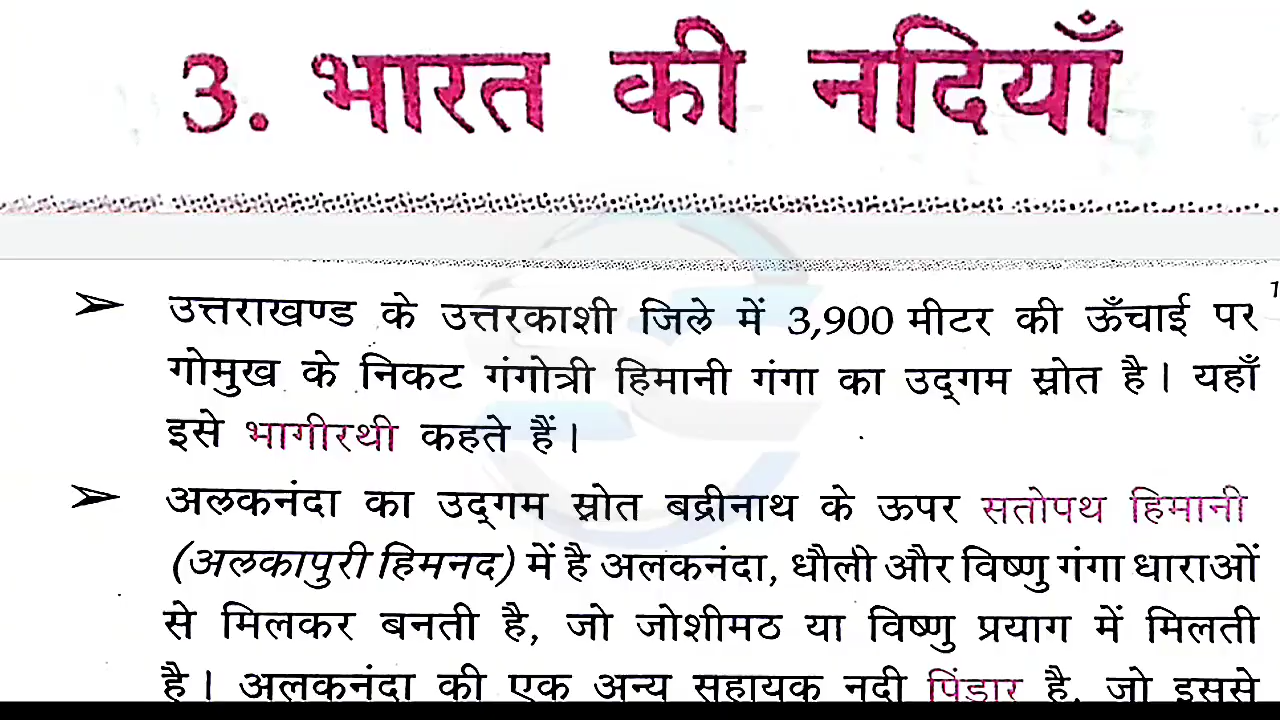 3. भारत की नदियाँ
➢ उत्तराखण्ड के उत्तरकाशी जिले में 3,900 मीटर की ऊँचाई पर
गोमुख के निकट गंगोत्री हिमानी गंगा का उद्गम स्रोत है। यहाँ
इसे भागीरथी कहते हैं।
➢ अलकनंदा का उद्गम स्रोत बद्रीनाथ के ऊपर सतोपथ हिमानी
(अलकापुरी हिमनद) में है अलकनंदा, धौली और विष्णु गंगा धाराओं
से मिलकर बनती है, जो जोशीमठ या विष्णु प्रयाग में मिलती
है। अलकनंदा की एक अन्य सहायक नदी पिंडार है, जो इससे